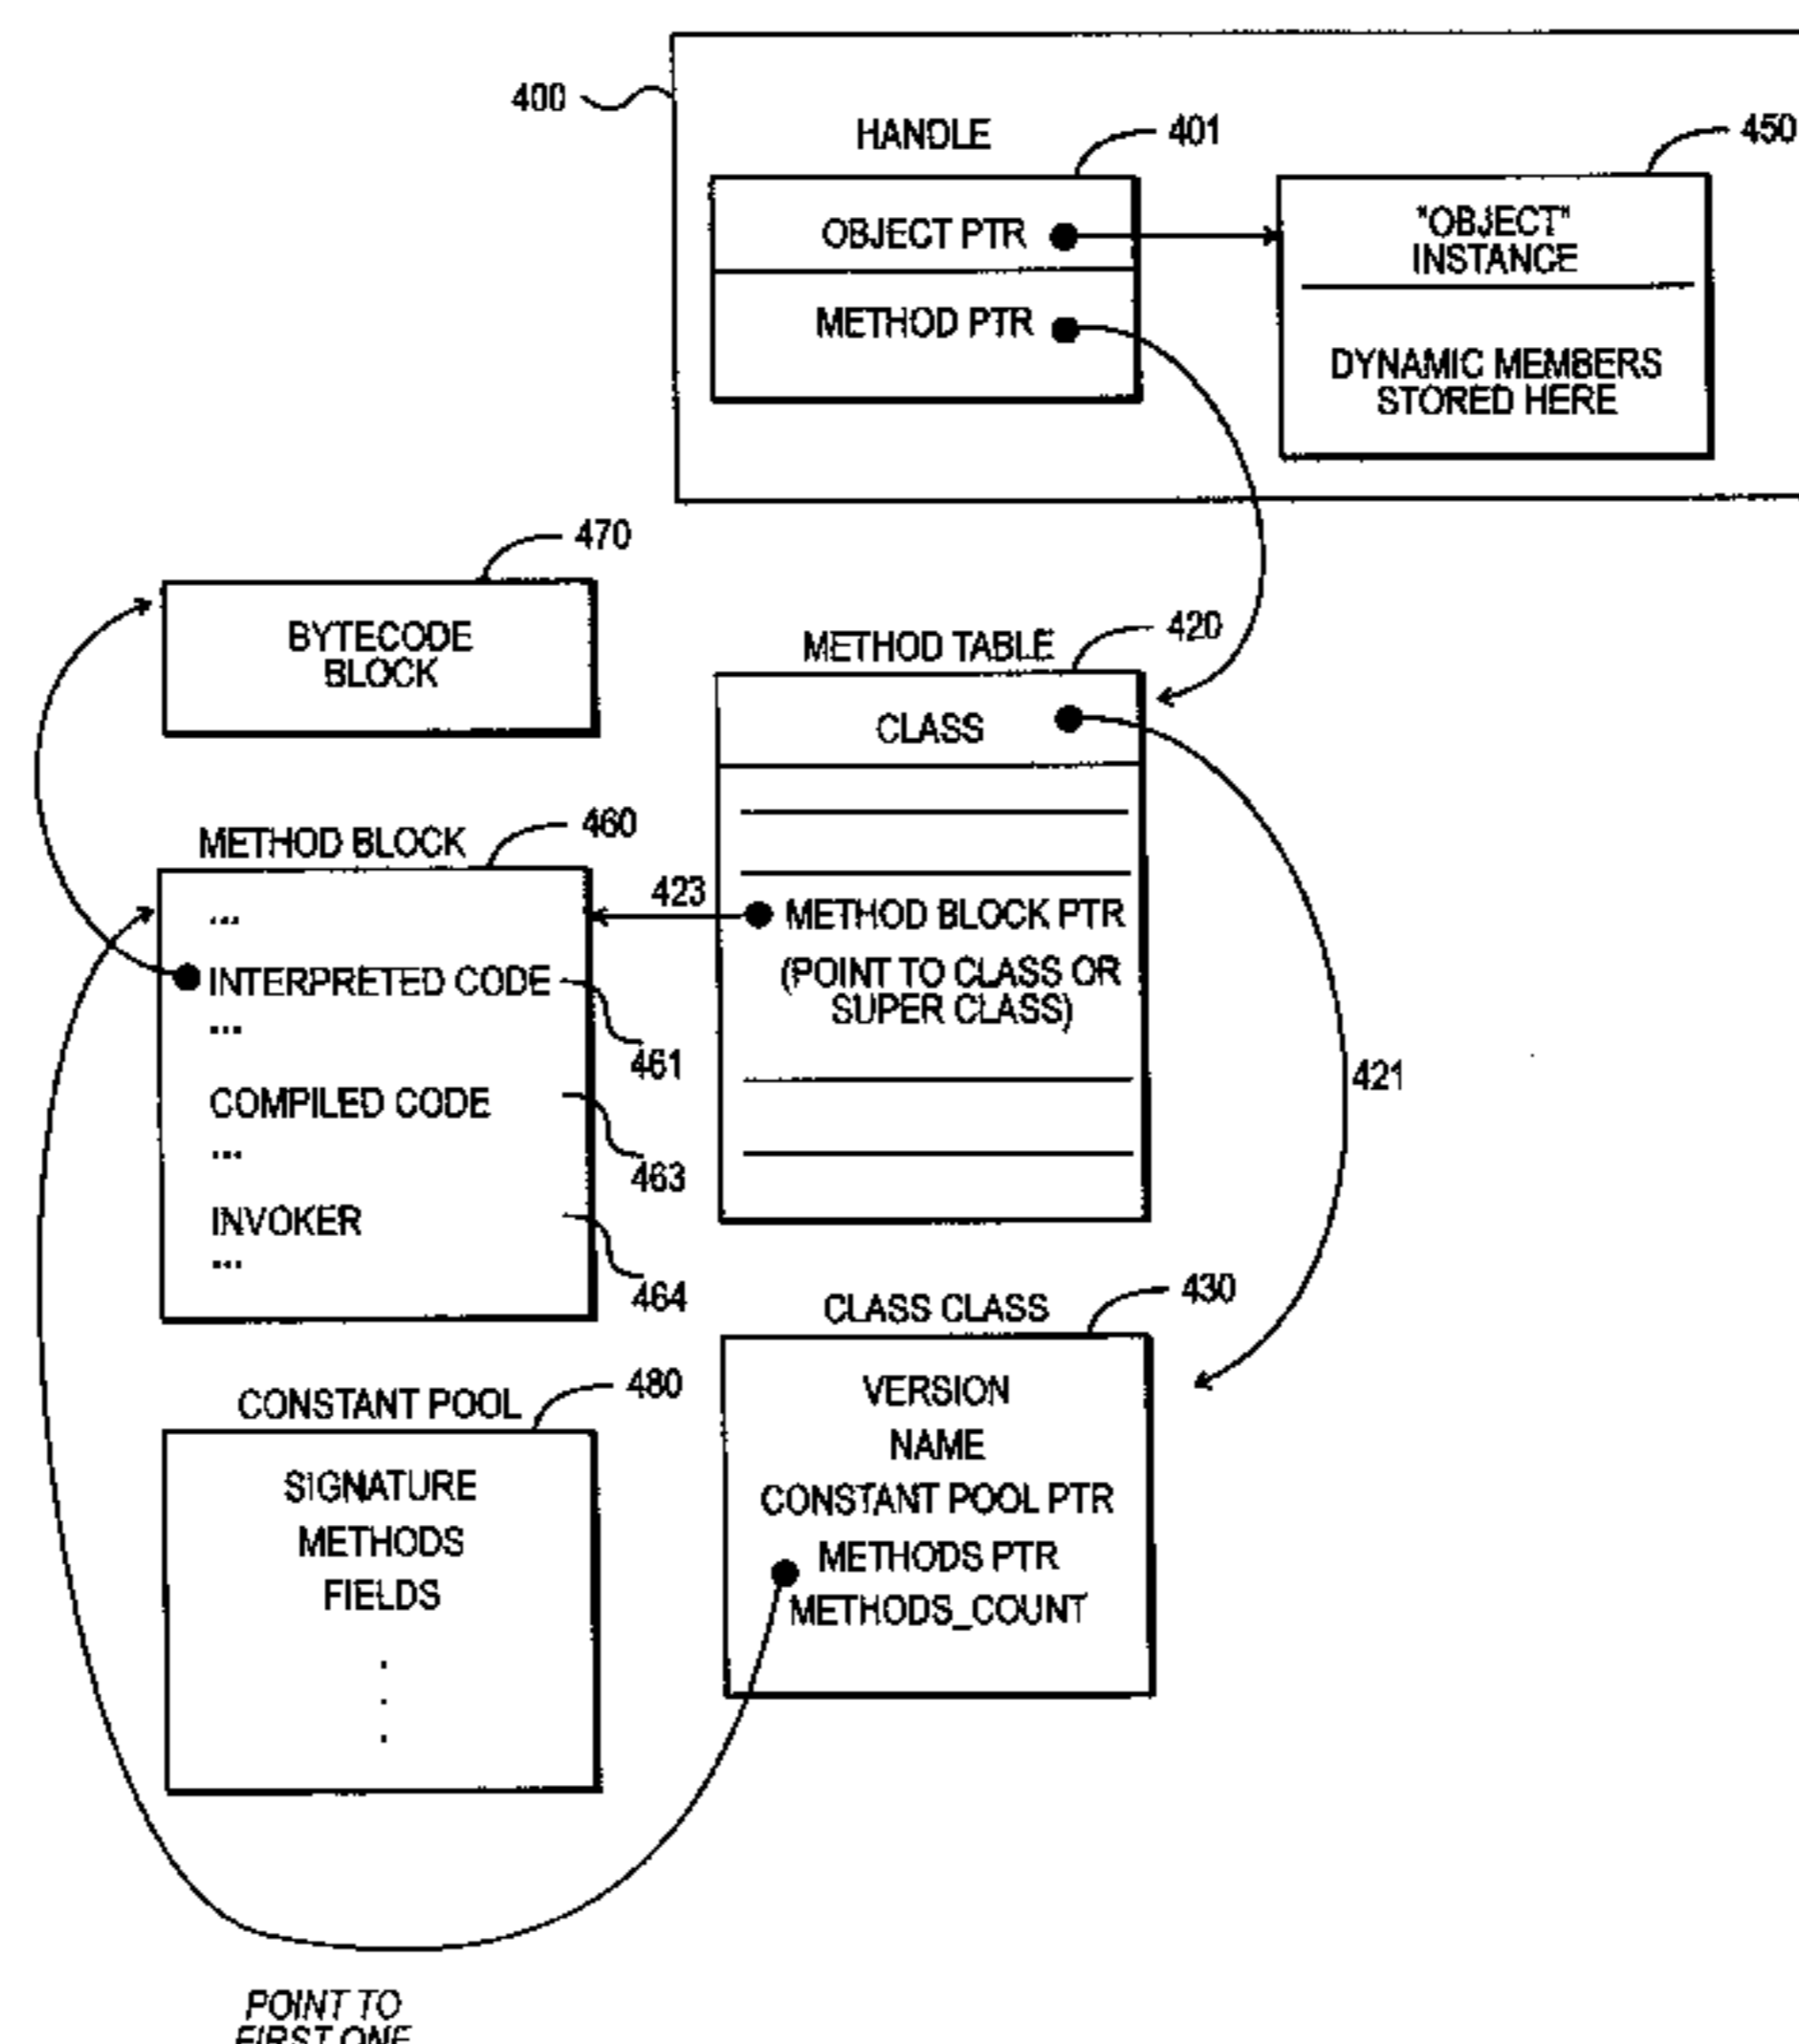 400
HANDLE
401
450
OBJECT PTR
METHOD PTR
"OBJECT"
INSTANCE
DYNAMIC MEMBERS
STORED HERE
470
BYTECODE
BLOCK
METHOD TABLE
420
CLASS
METHOD BLOCK PTR
(POINT TO CLASS OR
SUPER CLASS)
423
421
METHOD BLOCK
460
...
INTERPRETED CODE
...
461
COMPILED CODE
...
463
INVOKER
...
464
CLASS CLASS
430
VERSION
NAME
CONSTANT POOL PTR
METHODS PTR
METHODS_COUNT
CONSTANT POOL
480
SIGNATURE
METHODS
FIELDS
.
.
.
POINT TO
FIRST ONE